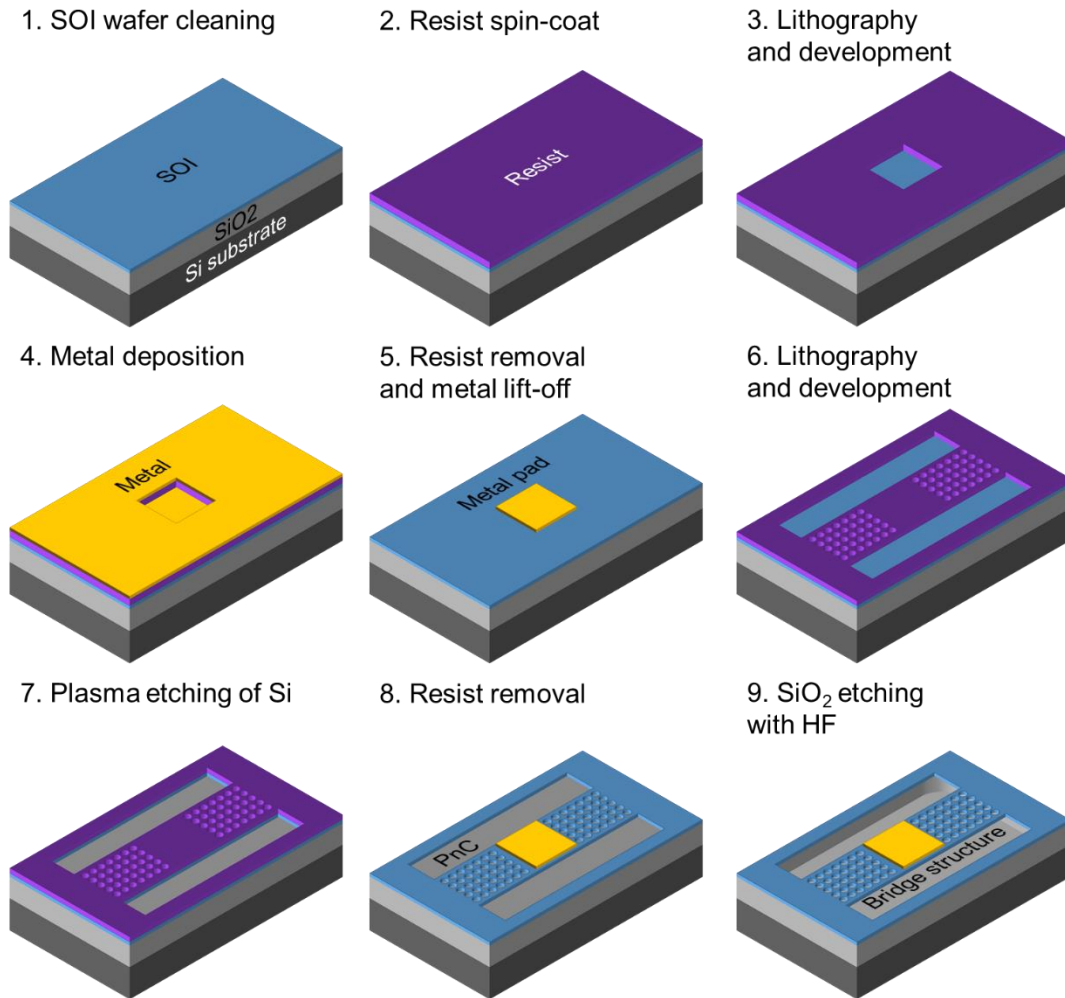 1. SOI wafer cleaning
SOI
SiO2
Si substrate
2. Resist spin-coat
Resist
3. Lithography
and development
4. Metal deposition
Metal
5. Resist removal
and metal lift-off
Metal pad
6. Lithography
and development
7. Plasma etching of Si
8. Resist removal
PnC
9. SiO₂ etching
with HF
Bridge structure